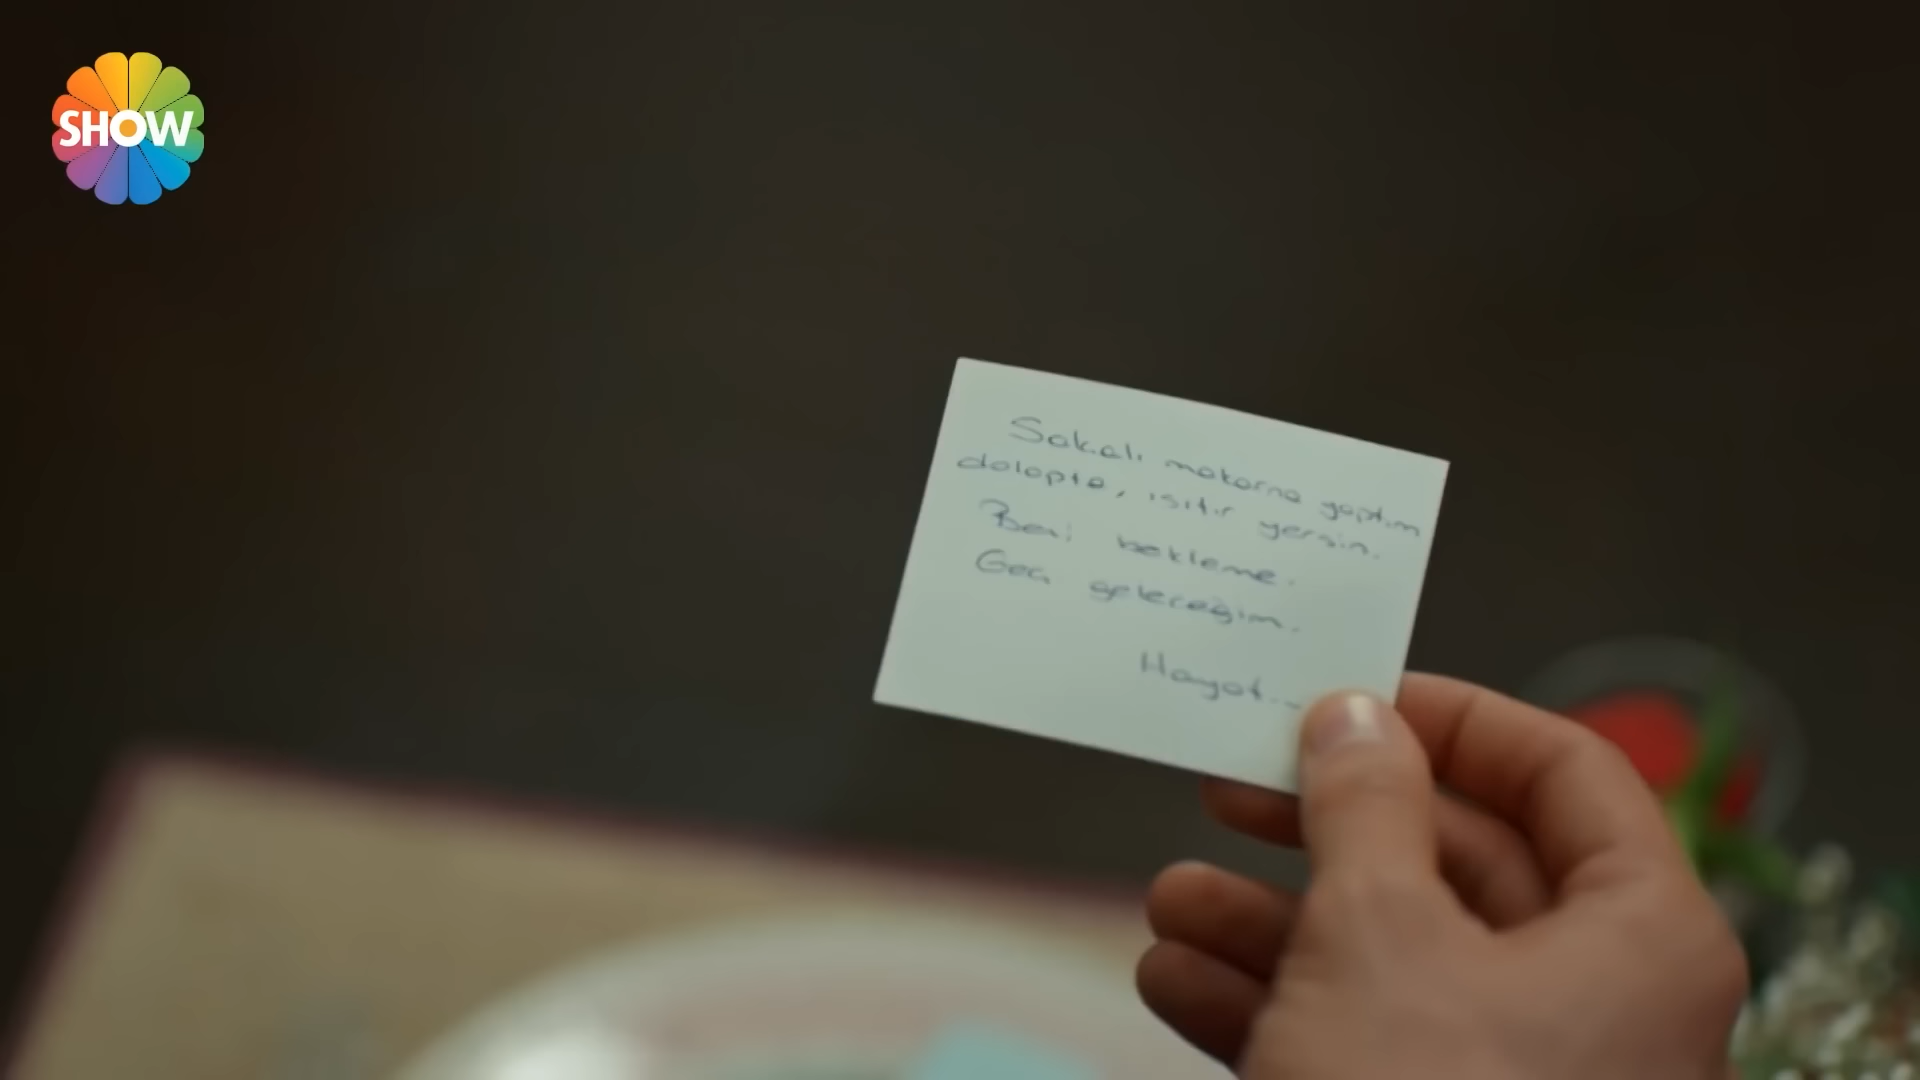 SHOW
Sakallı makarna yaptım
dolapta, ısıtır yersin.
Beni bekleme.
Geç geleceğim.
Hayat...